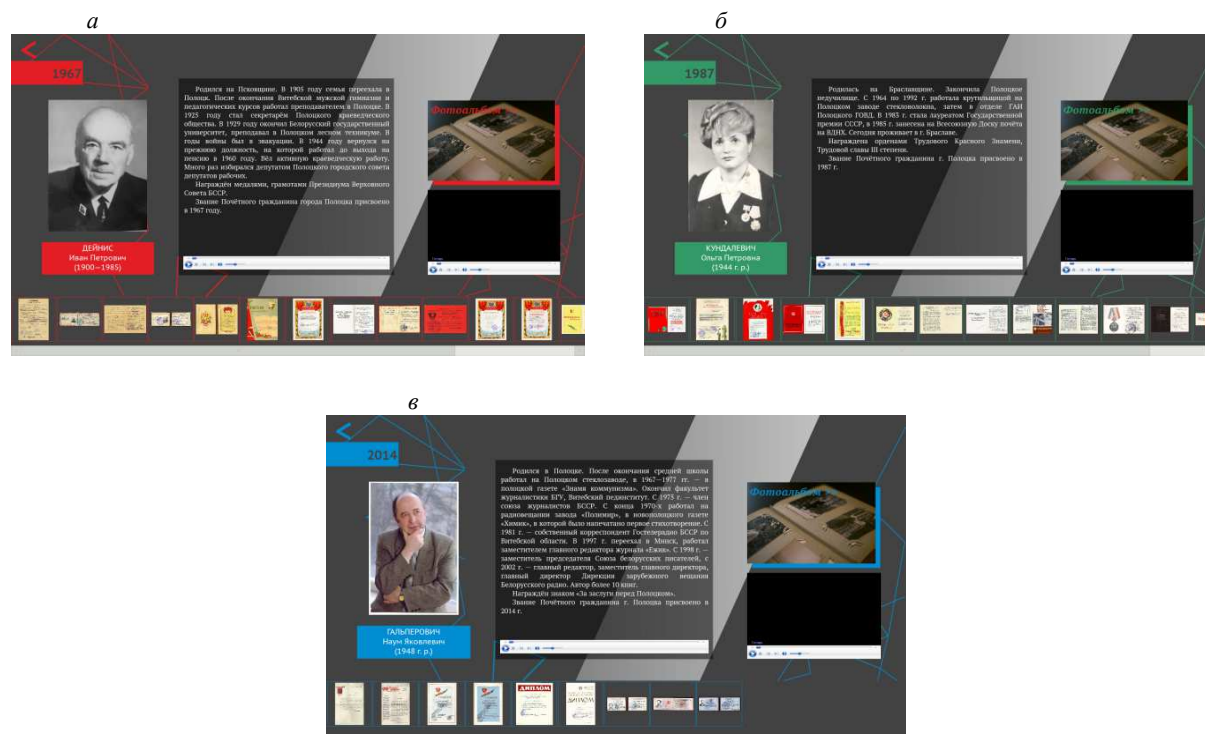 а
1967
Родился на Псковщине. В 1905 году семья переехала в
Полоцк. После окончания Витебской мужской гимназии и
педагогических курсов работал преподавателем в Полоцке. В
1925 году стал секретарём Полоцкого краеведческого
общества. В 1929 году окончил Белорусский государственный
университет, преподавал в Полоцком лесном техникуме. В
годы войны был в эвакуации. В 1944 году вернулся на
прежнюю должность, на которой работал до выхода на
пенсию в 1960 году. Вёл активную краеведческую работу.
Много раз избирался депутатом Полоцкого городского совета
депутатов рабочих.
Награждён медалями, грамотами Президиума Верховного
Совета БССР.
Звание Почётного гражданина города Полоцка присвоено
в 1967 году.
Фотоальбом >>
ДЕЙНИС
Иван Петрович
(1900—1985)
б
1987
Родилась на Браславщине. Закончила Полоцкое
педучилище. С 1964 по 1992 г. работала крутильщицей на
Полоцком заводе стекловолокна, затем в отделе ГАИ
Полоцкого ГОВД. В 1983 г. стала лауреатом Государственной
премии СССР, в 1985 г. занесена на Всесоюзную Доску почёта
на ВДНХ. Сегодня проживает в г. Браславе.
Награждена орденами Трудового Красного Знамени,
Трудовой славы III степени.
Звание Почётного гражданина г. Полоцка присвоено в
1987 г.
Фотоальбом >>
КУНДАЛЕВИЧ
Ольга Петровна
(1944 г. р.)
в
2014
Родился в Полоцке. После окончания средней школы
работал на Полоцком стеклозаводе, в 1967—1977 гг. — в
полоцкой газете «Знамя коммунизма». Окончил факультет
журналистики БГУ, Витебский пединститут. С 1975 г. — член
союза журналистов БССР. С конца 1970-х работал на
радиовещании завода «Полимир», в новополоцкой газете
«Химик», в которой было напечатано первое стихотворение. С
1981 г. — собственный корреспондент Гостелерадио БССР по
Витебской области. В 1997 г. переехал в Минск, работал
заместителем главного редактора журнала «Ежик». С 1998 г. —
заместитель председателя Союза белорусских писателей, с
2002 г. — главный редактор, заместитель главного директора,
главный директор Дирекции зарубежного вещания
Белорусского радио. Автор более 10 книг.
Награждён знаком «За заслуги перед Полоцком».
Звание Почётного гражданина г. Полоцка присвоено в
2014 г.
Фотоальбом >>
ГАЛЬПЕРОВИЧ
Наум Яковлевич
(1948 г. р.)
ДИПЛОМ
ДИПЛОМ